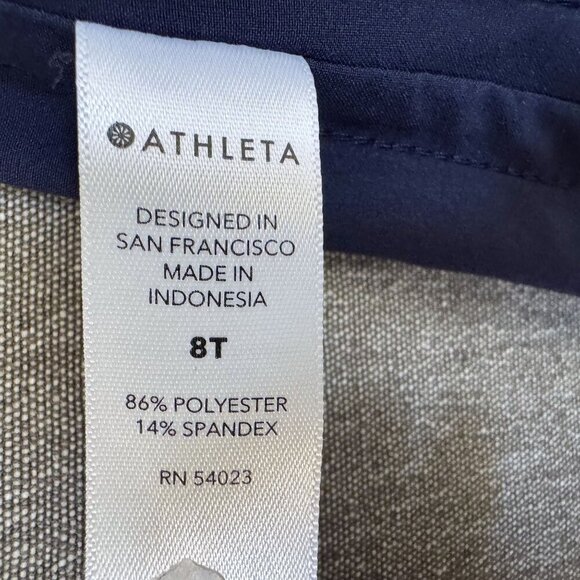 ATHLETA
DESIGNED IN
SAN FRANCISCO
MADE IN
INDONESIA
8T
86% POLYESTER
14% SPANDEX
RN 54023